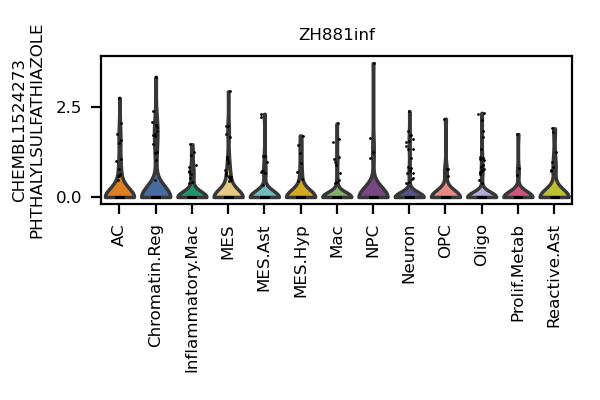 ZH881inf
CHEMBL1524273
PHTHALYLSULFATHIAZOLE
2.5
0.0
AC
Chromatin.Reg
Inflammatory.Mac
MES
MES.Ast
MES.Hyp
Mac
NPC
Neuron
OPC
Oligo
Prolif.Metab
Reactive.Ast